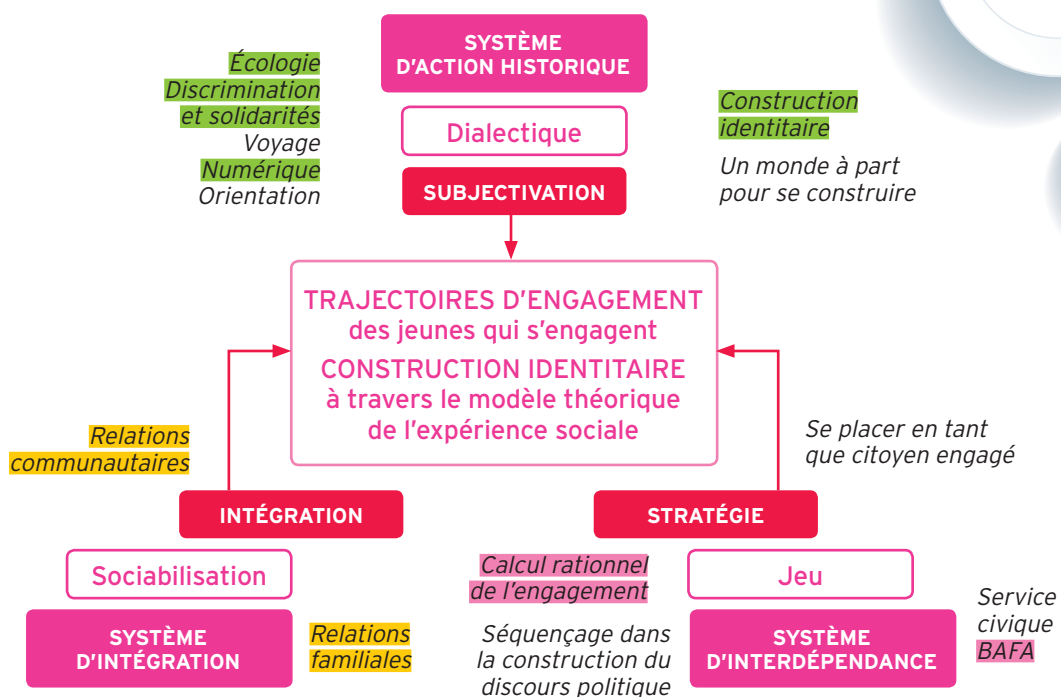 SYSTÈME
D'ACTION HISTORIQUE
Écologie
Discrimination
et solidarités
Voyage
Numérique
Orientation
Dialectique
SUBJECTIVATION
Construction
identitaire
Un monde à part
pour se construire
TRAJECTOIRES D'ENGAGEMENT
des jeunes qui s'engagent
CONSTRUCTION IDENTITAIRE
à travers le modèle théorique
de l'expérience sociale
Relations
communautaires
INTÉGRATION
Sociabilisation
SYSTÈME
D'INTÉGRATION
Relations
familiales
Se placer en tant
que citoyen engagé
STRATÉGIE
Calcul rationnel
de l'engagement
Jeu
Séquençage dans
la construction du
discours politique
SYSTÈME
D'INTERDÉPENDANCE
Service
civique
BAFA